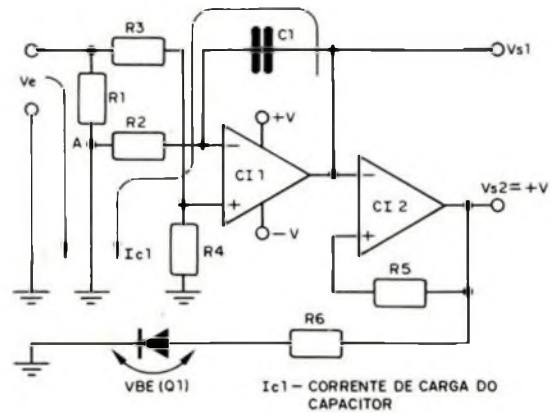 R3
C1
Vs1
Ve
R1
R2
+V
A
-
CI 1
+
-V
-
CI 2
+
Vs2=+V
Ic1
R4
R5
R6
VBE (Q1)
Ic1 - CORRENTE DE CARGA DO
CAPACITOR